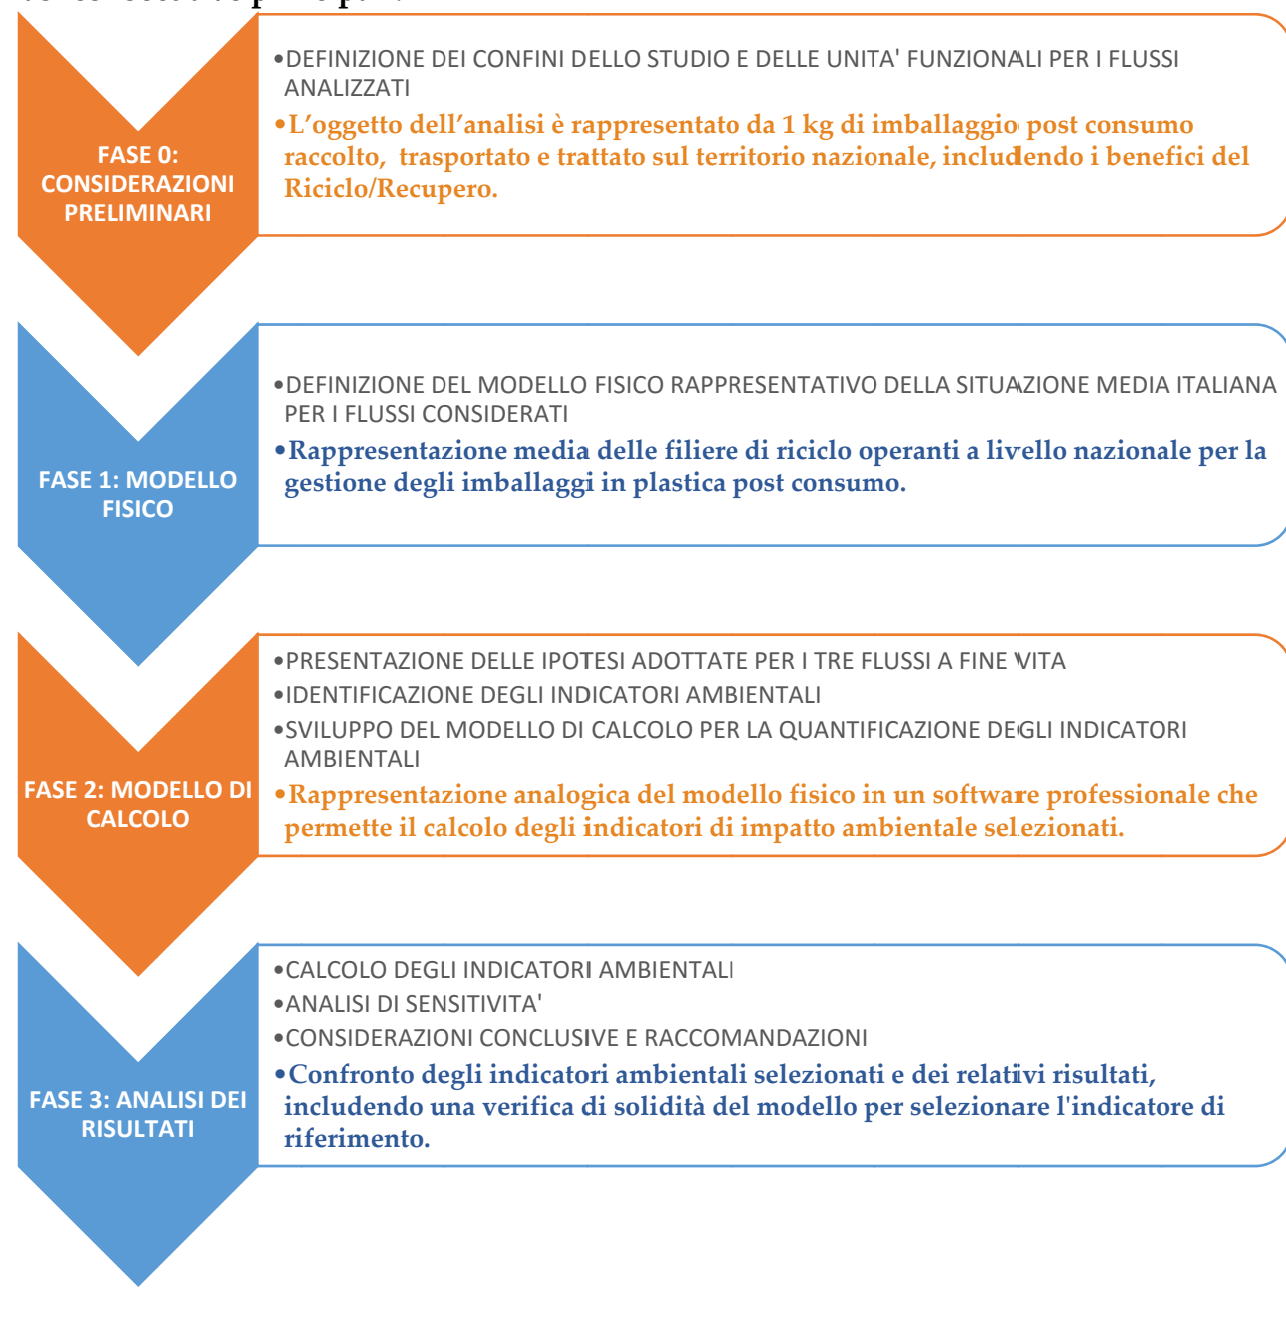 FASE 0:
CONSIDERAZIONI
PRELIMINARI
•DEFINIZIONE DEI CONFINI DELLO STUDIO E DELLE UNITA' FUNZIONALI PER I FLUSSI
ANALIZZATI
•L’oggetto dell’analisi è rappresentato da 1 kg di imballaggio post consumo
raccolto, trasportato e trattato sul territorio nazionale, includendo i benefici del
Riciclo/Recupero.
FASE 1: MODELLO
FISICO
•DEFINIZIONE DEL MODELLO FISICO RAPPRESENTATIVO DELLA SITUAZIONE MEDIA ITALIANA
PER I FLUSSI CONSIDERATI
•Rappresentazione media delle filiere di riciclo operanti a livello nazionale per la
gestione degli imballaggi in plastica post consumo.
FASE 2: MODELLO DI
CALCOLO
•PRESENTAZIONE DELLE IPOTESI ADOTTATE PER I TRE FLUSSI A FINE VITA
•IDENTIFICAZIONE DEGLI INDICATORI AMBIENTALI
•SVILUPPO DEL MODELLO DI CALCOLO PER LA QUANTIFICAZIONE DEGLI INDICATORI
AMBIENTALI
•Rappresentazione analogica del modello fisico in un software professionale che
permette il calcolo degli indicatori di impatto ambientale selezionati.
FASE 3: ANALISI DEI
RISULTATI
•CALCOLO DEGLI INDICATORI AMBIENTALI
•ANALISI DI SENSITIVITA'
•CONSIDERAZIONI CONCLUSIVE E RACCOMANDAZIONI
•Confronto degli indicatori ambientali selezionati e dei relativi risultati,
includendo una verifica di solidità del modello per selezionare l'indicatore di
riferimento.